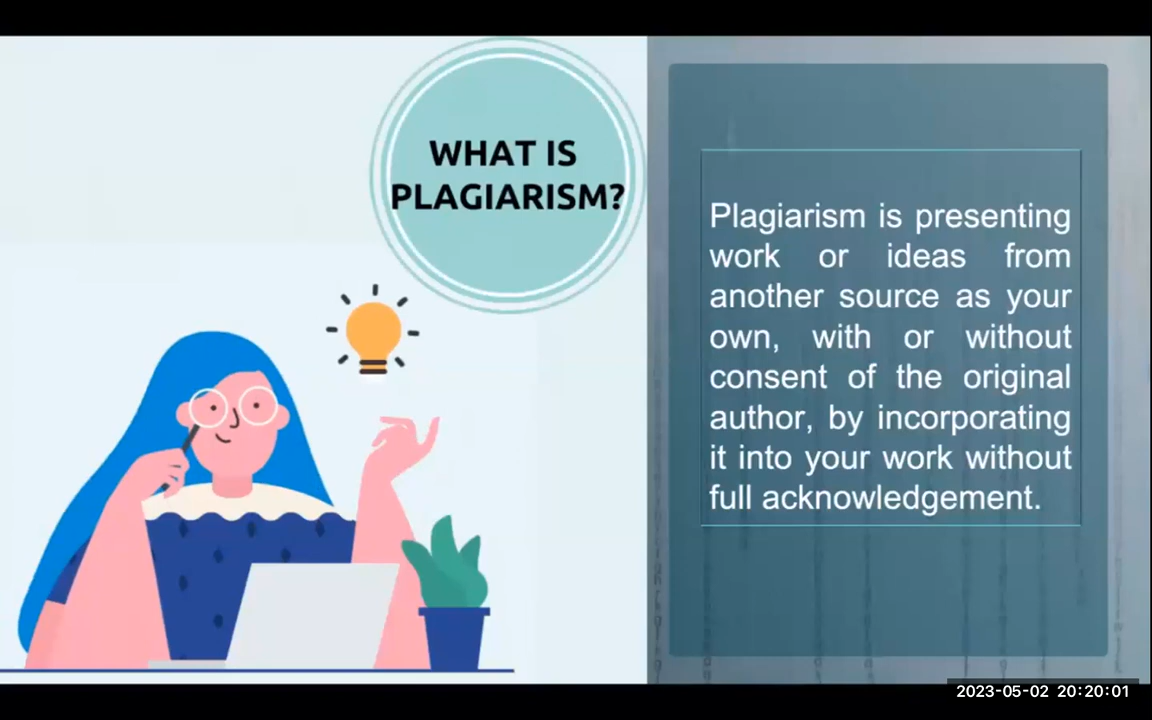 WHAT IS
PLAGIARISM?
Plagiarism is presenting
work or ideas from
another source as your
own, with or without
consent of the original
author, by incorporating
it into your work without
full acknowledgement.
2023-05-02 20:20:01